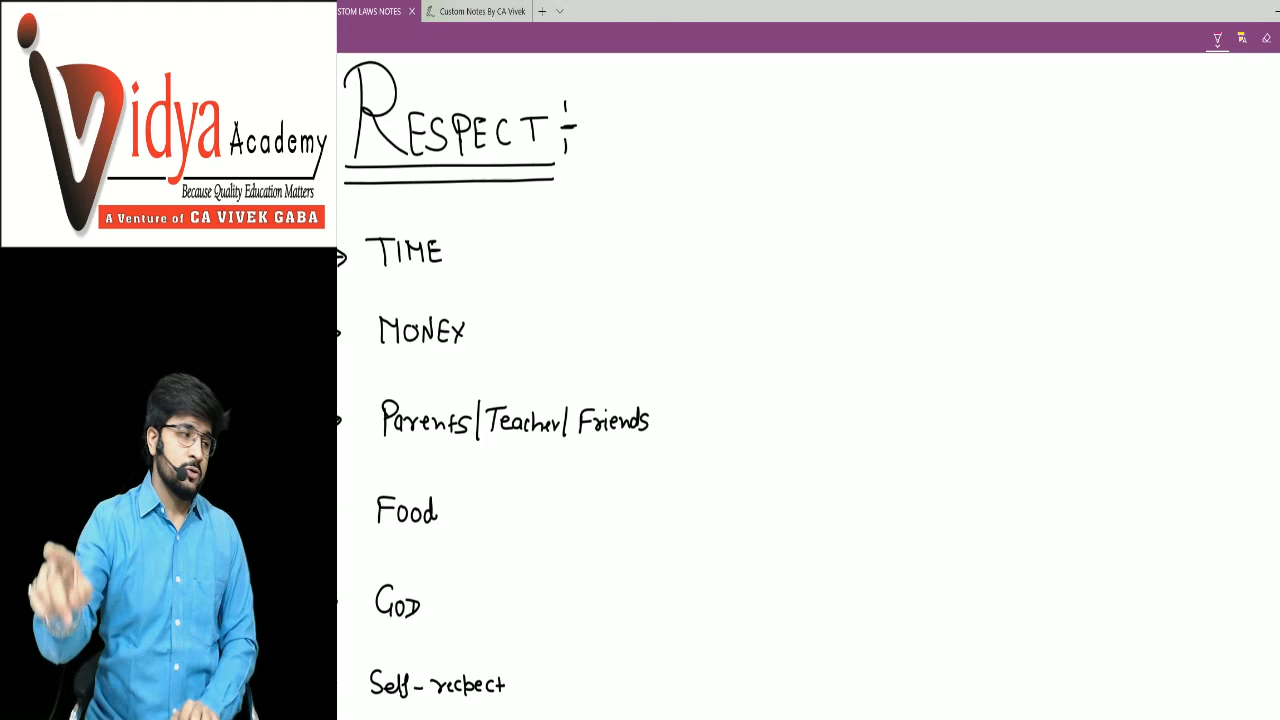 STOM LAWS NOTES
Custom Notes By CA Vivek
Vidya Academy
Because Quality Education Matters
A Venture of CA VIVEK GABA
RESPECT :-
TIME
MONEY
Parents/Teacher/Friends
Food
GOD
Self-recpect